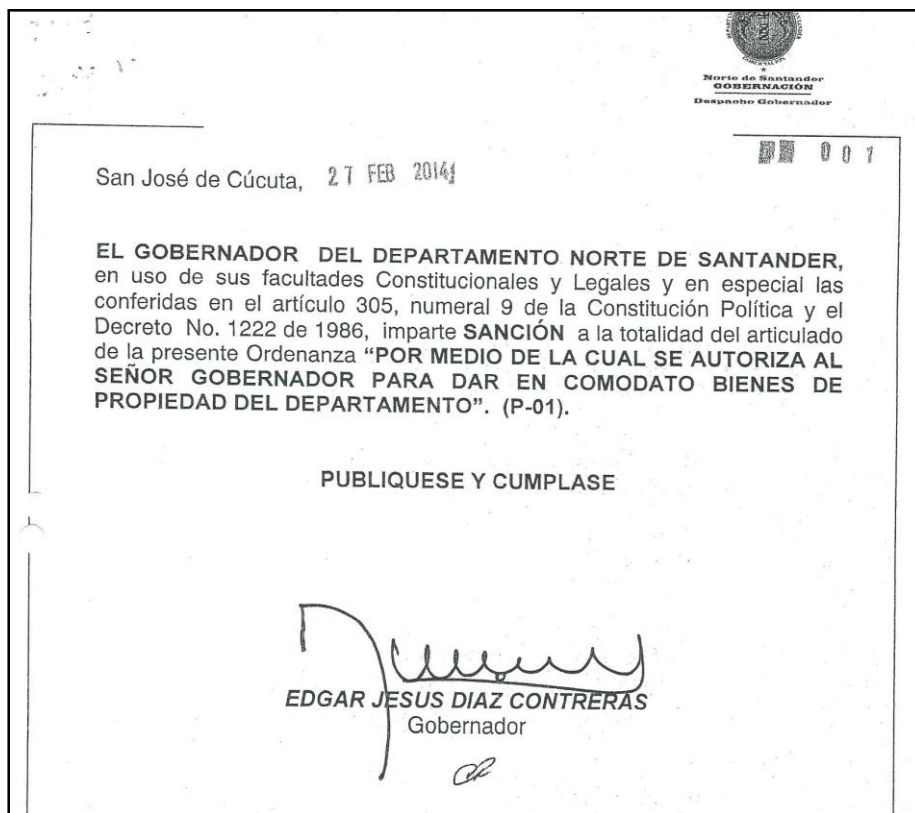 Norte de Santander
GOBERNACIÓN
Despacho Gobernador
001
San José de Cúcuta, 27 FEB 2014
EL GOBERNADOR DEL DEPARTAMENTO NORTE DE SANTANDER,
en uso de sus facultades Constitucionales y Legales y en especial las
conferidas en el artículo 305, numeral 9 de la Constitución Política y el
Decreto No. 1222 de 1986, imparte SANCIÓN a la totalidad del articulado
de la presente Ordenanza “POR MEDIO DE LA CUAL SE AUTORIZA AL
SEÑOR GOBERNADOR PARA DAR EN COMODATO BIENES DE
PROPIEDAD DEL DEPARTAMENTO”. (P-01).
PUBLIQUESE Y CUMPLASE
EDGAR JESUS DIAZ CONTRERAS
Gobernador